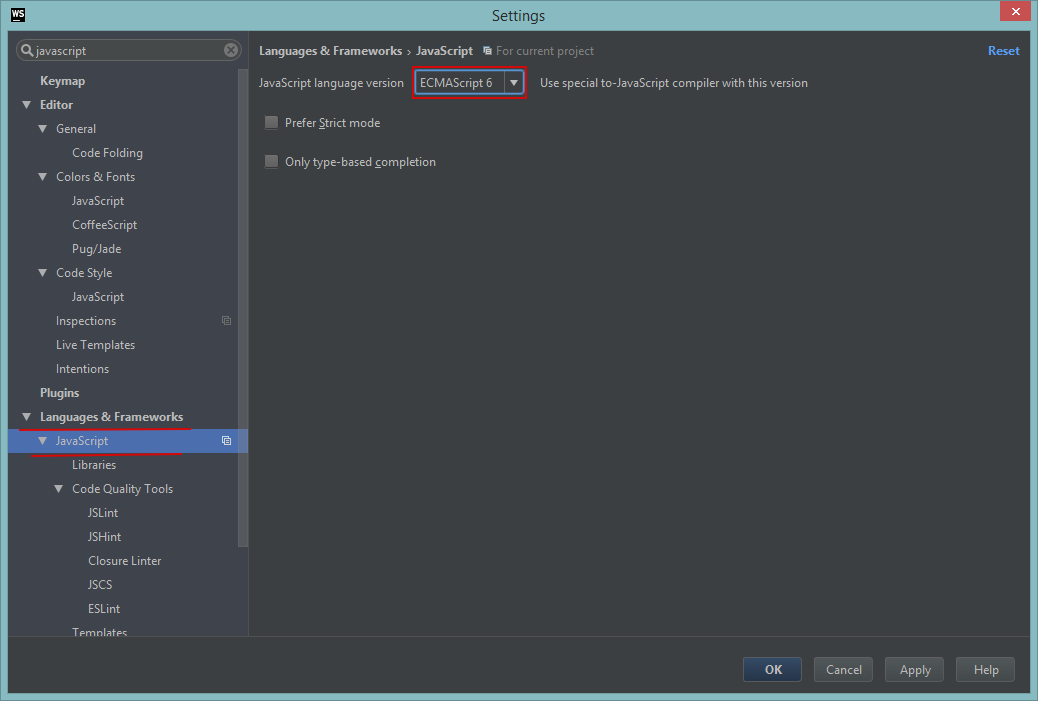 WS
Settings
javascript
Keymap
Editor
General
Code Folding
Colors & Fonts
JavaScript
CoffeeScript
Pug/Jade
Code Style
JavaScript
Inspections
Live Templates
Intentions
Plugins
Languages & Frameworks
JavaScript
Libraries
Code Quality Tools
JSLint
JSHint
Closure Linter
JSCS
ESLint
Templates
Languages & Frameworks › JavaScript For current project Reset
JavaScript language version ECMAScript 6 Use special to-JavaScript compiler with this version
Prefer Strict mode
Only type-based completion
OK Cancel Apply Help